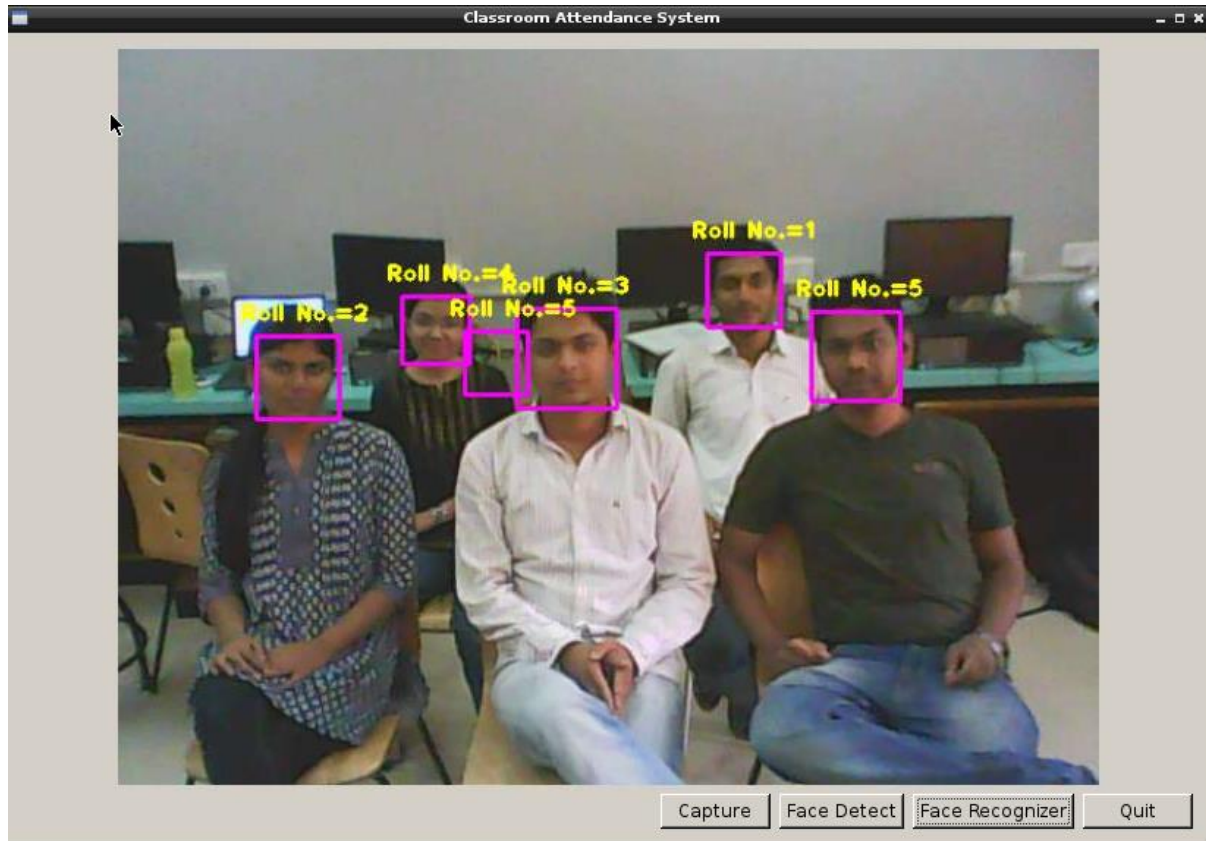 Classroom Attendance System
Roll No.=1
Roll No.=4
Roll No.=3
Roll No.=5
Roll No.=5
Roll No.=2
Capture
Face Detect
Face Recognizer
Quit